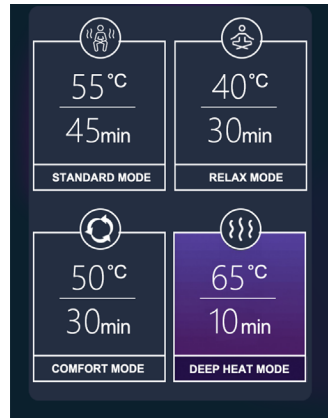 55°C
45min
STANDARD MODE
40°C
30min
RELAX MODE
50°C
30min
COMFORT MODE
65°C
10min
DEEP HEAT MODE